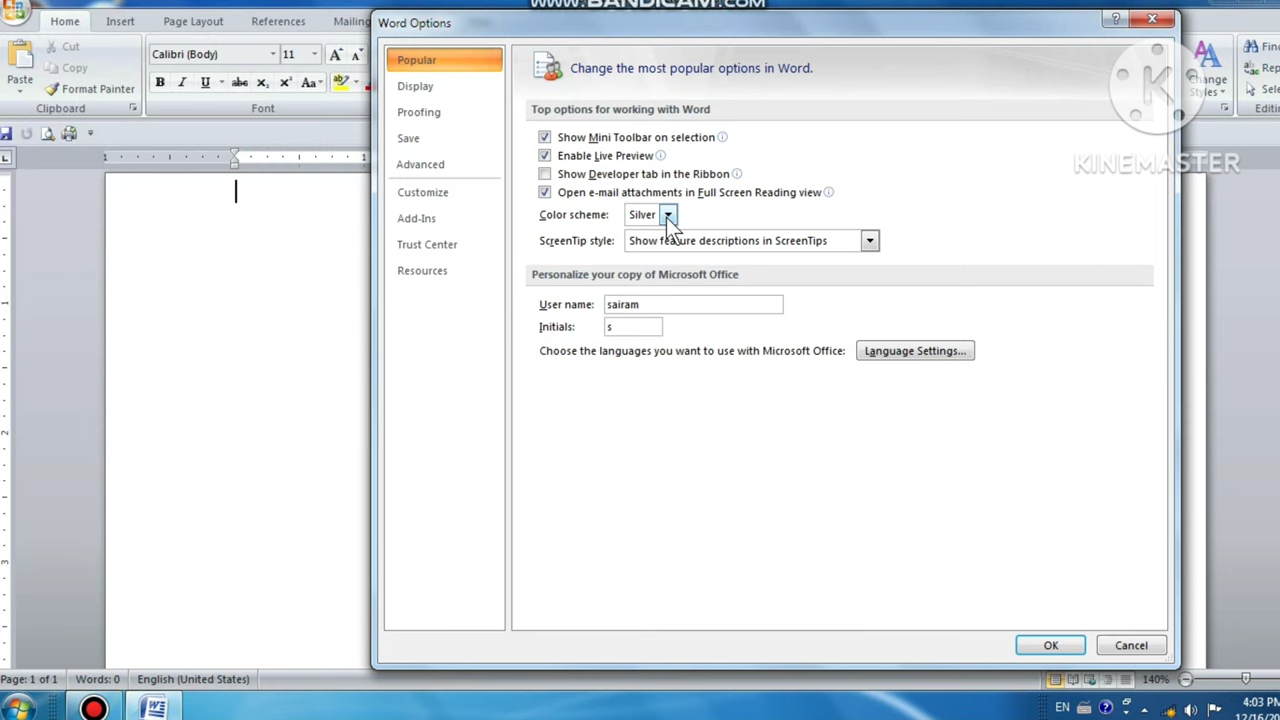 WWW.BANDICAM.COM
Word Options
Home Insert Page Layout References
Cut
Copy
Format Painter
Paste
Clipboard
Calibri (Body) 11
B I U abc X₂ X² Aa
Font
Popular
Display
Proofing
Save
Advanced
Customize
Add-Ins
Trust Center
Resources
Change the most popular options in Word.
Top options for working with Word
Show Mini Toolbar on selection
Enable Live Preview
Show Developer tab in the Ribbon
Open e-mail attachments in Full Screen Reading view
Color scheme: Silver
ScreenTip style: Show feature descriptions in ScreenTips
Personalize your copy of Microsoft Office
User name: sairam
Initials: s
Choose the languages you want to use with Microsoft Office: Language Settings...
OK Cancel
Change
Styles
K
KINEMASTER
Page: 1 of 1 Words: 0 English (United States)
140%
EN
4:03 PM